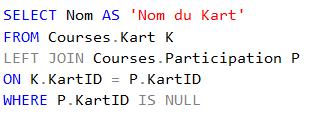 SELECT Nom AS 'Nom du Kart'
FROM Courses.Kart K
LEFT JOIN Courses.Participation P
ON K.KartID = P.KartID
WHERE P.KartID IS NULL